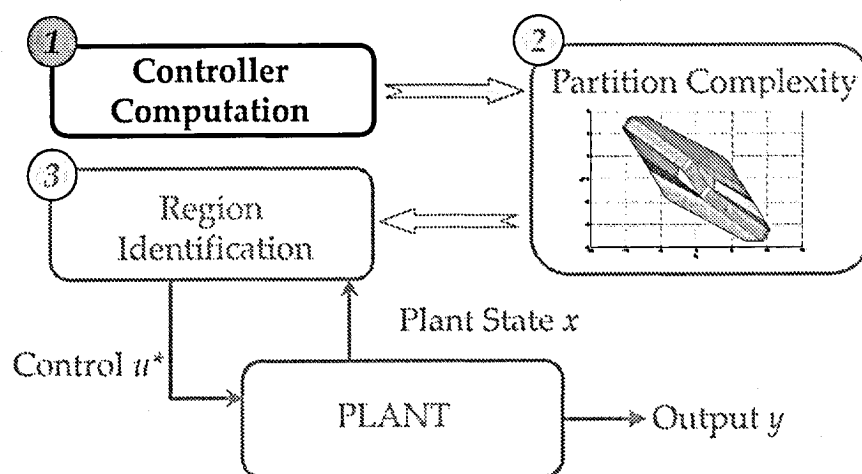 1
Controller
Computation
2
Partition Complexity
3
Region
Identification
Plant State x
Control u*
PLANT
Output y